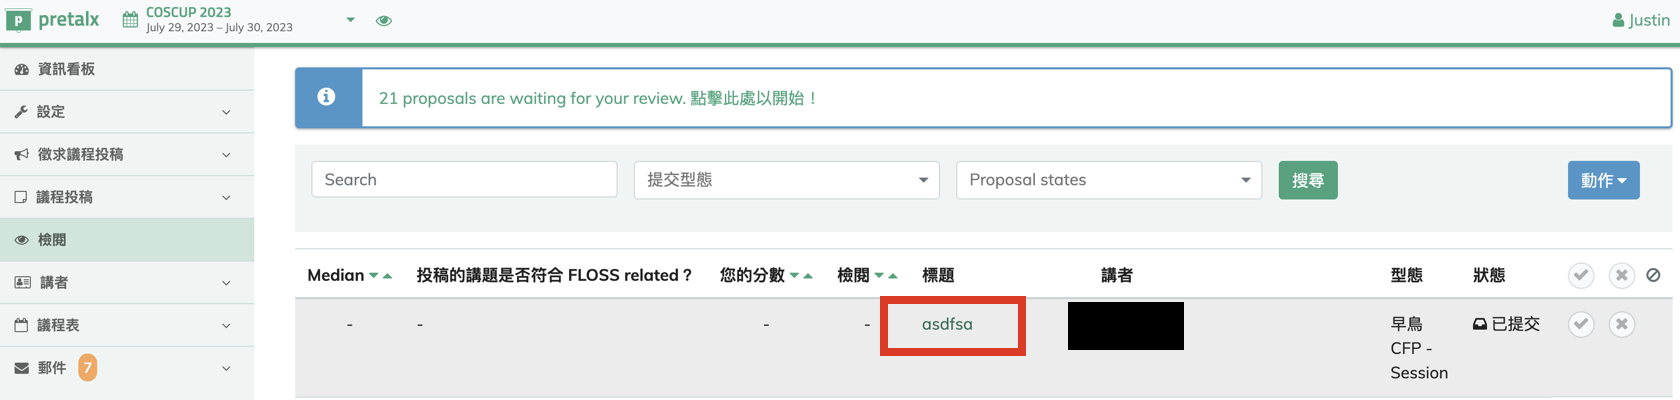 pretalx
COSCUP 2023
July 29, 2023 – July 30, 2023
Justin
資訊看板
設定
徵求議程投稿
議程投稿
檢閱
講者
議程表
郵件 7
21 proposals are waiting for your review. 點擊此處以開始！
Search 提交型態 Proposal states 搜尋 動作
Median 投稿的講題是否符合 FLOSS related？ 您的分數 檢閱 標題 講者 型態 狀態
- - - - asdfsa 早鳥 已提交
CFP -
Session